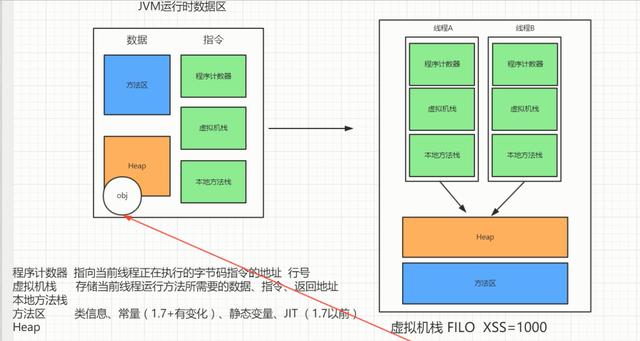 JVM运行时数据区
数据 指令
方法区
程序计数器
虚拟机栈
Heap
obj
本地方法栈
线程A 线程B
程序计数器 程序计数器
虚拟机栈 虚拟机栈
本地方法栈 本地方法栈
Heap
方法区
程序计数器 指向当前线程正在执行的字节码指令的地址 行号
虚拟机栈 存储当前线程运行方法所需要的数据、指令、返回地址
本地方法栈
方法区 类信息、常量（1.7+有变化）、静态变量、JIT（1.7以前）
Heap
虚拟机栈 FILO XSS=1000